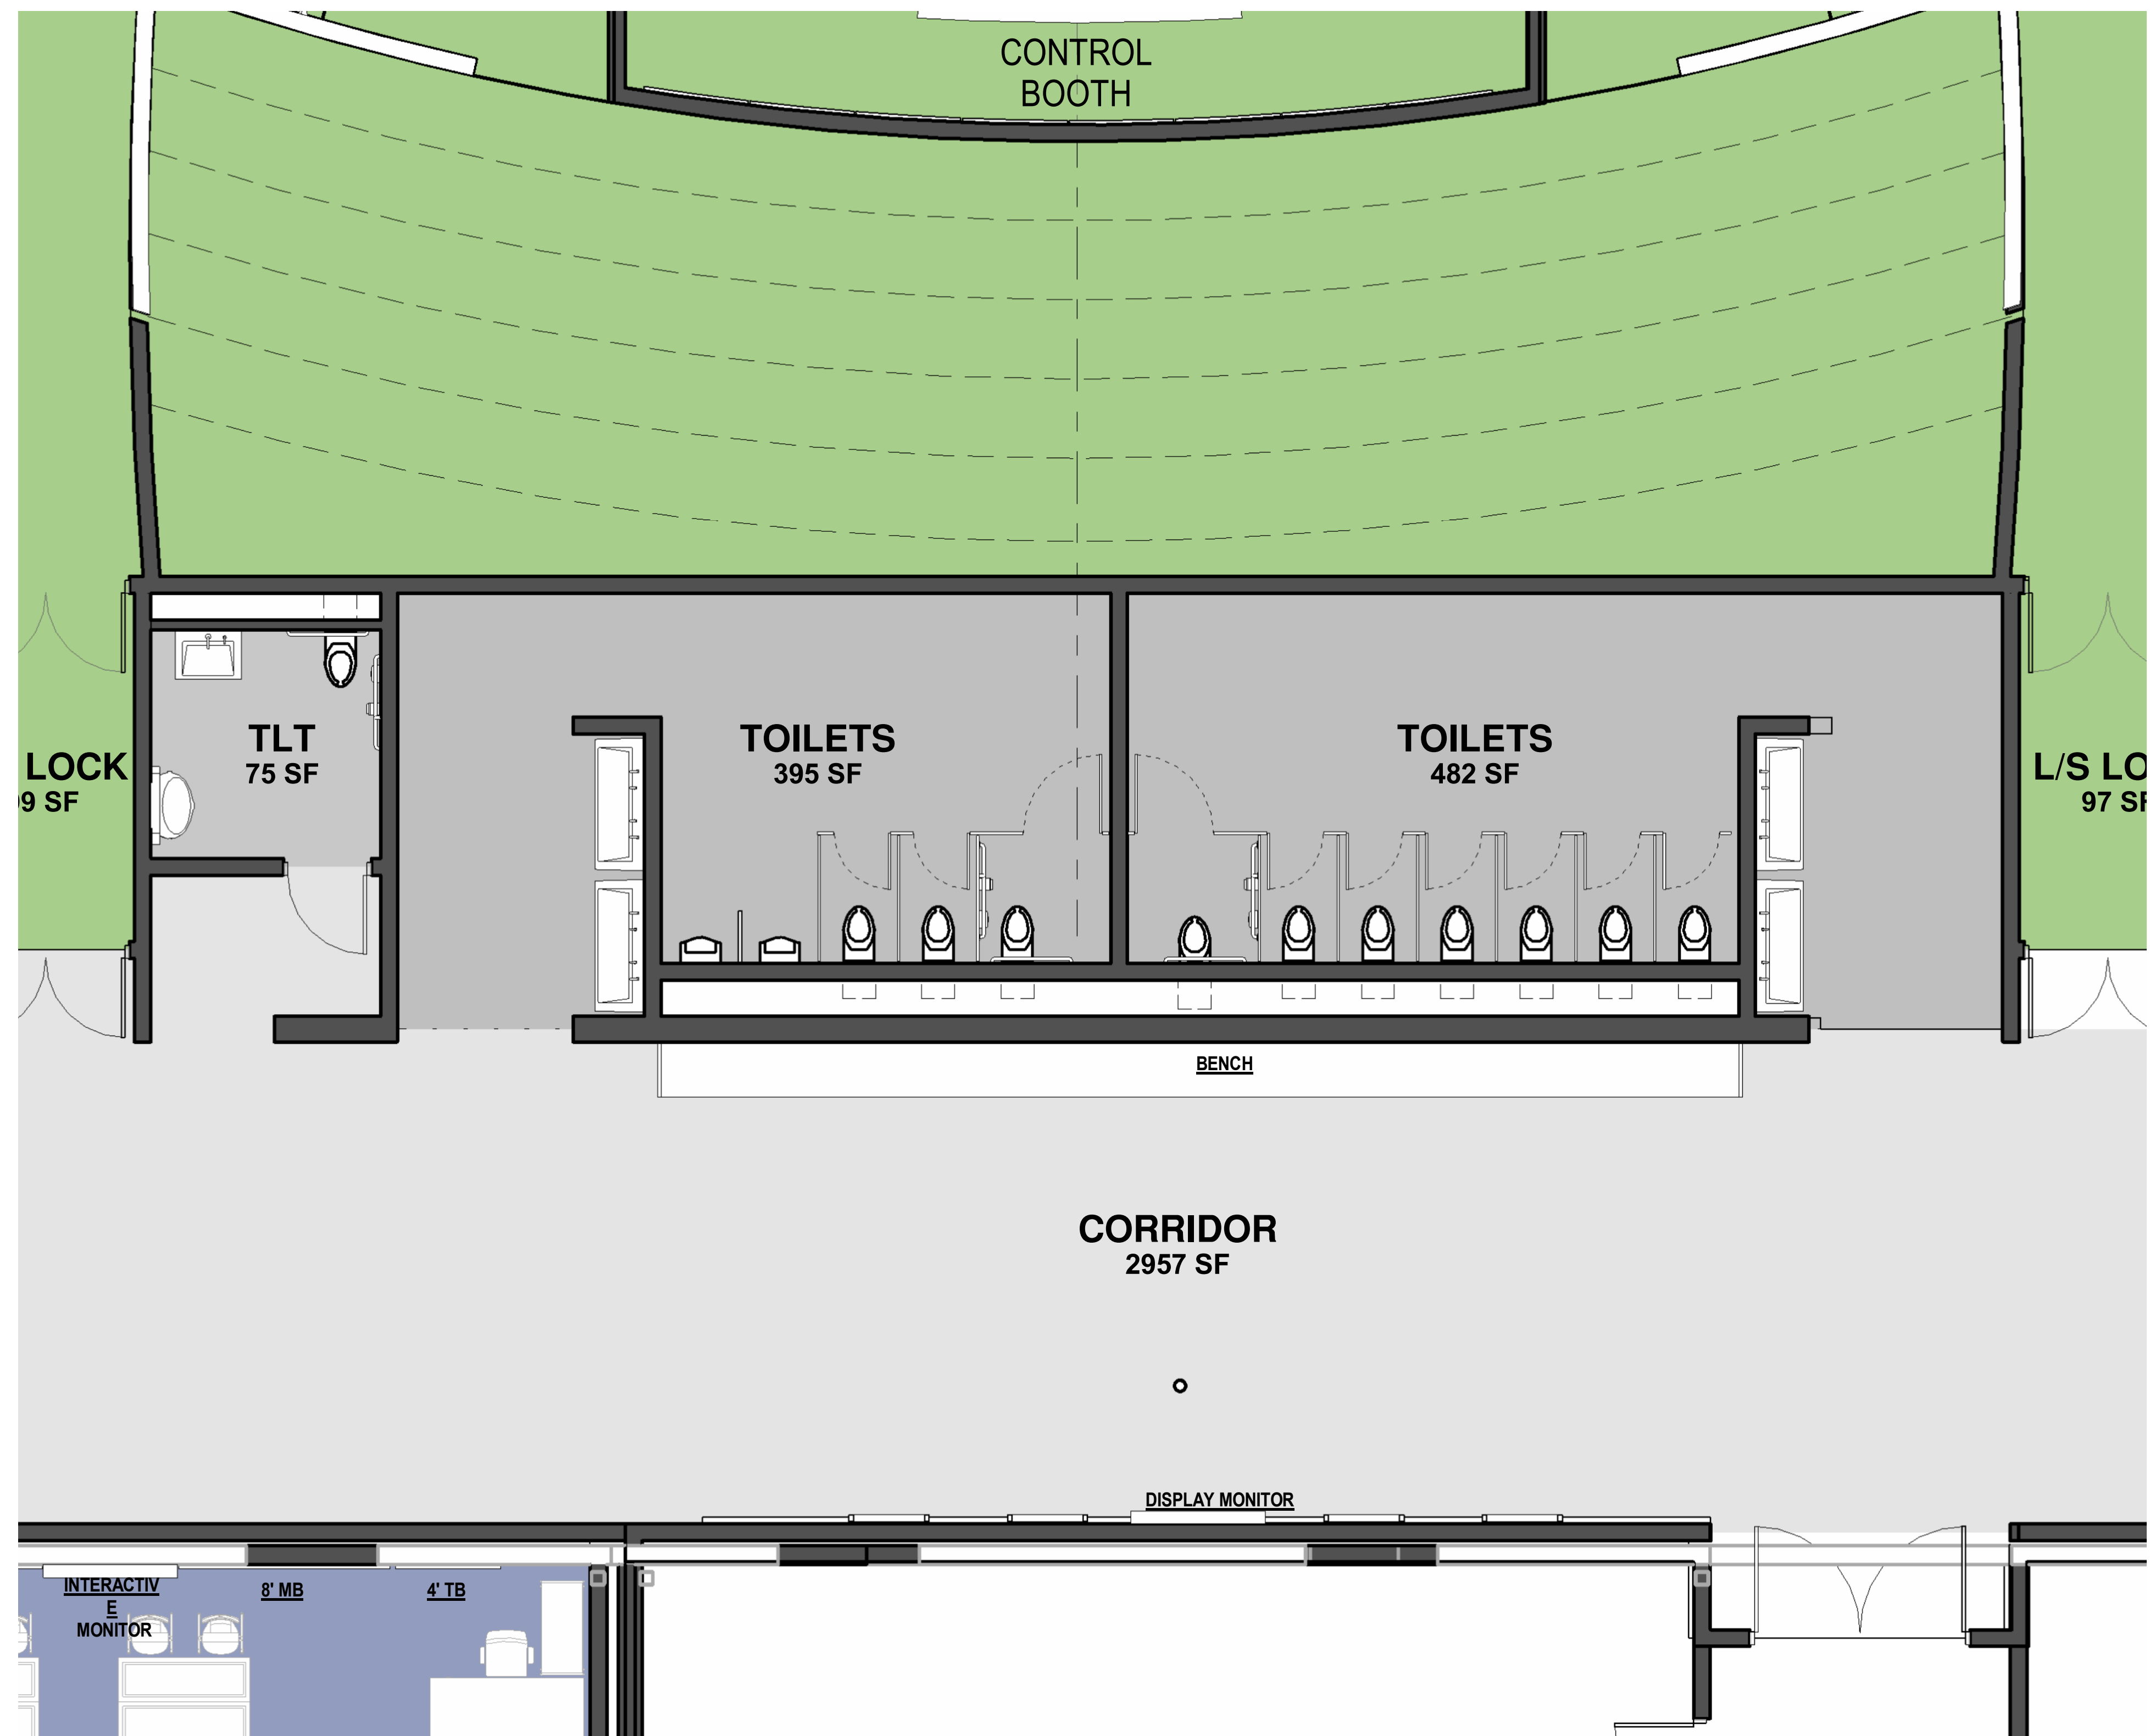 CONTROL
BOOTH
TLT
75 SF
TOILETS
395 SF
TOILETS
482 SF
LOCK
9 SF
L/S LO
97 SF
BENCH
CORRIDOR
2957 SF
DISPLAY MONITOR
INTERACTIV
E
MONITOR
8' MB
4' TB